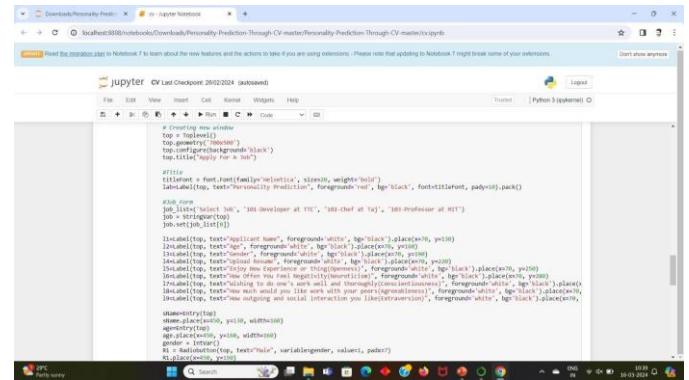 Downloads/Personality-Predict
cv - Jupyter Notebook
localhost:8888/notebooks/Downloads/Personality-Prediction-Through-CV-master/Personality-Prediction-Through-CV-master/cv.ipynb
Read the migration plan to Notebook 7 to learn about the new features and the actions to take if you are using extensions - Please note that updating to Notebook 7 might break some of your extensions.
Don't show anymore
jupyter cv Last Checkpoint: 26/02/2024 (autosaved)
Logout
File Edit View Insert Cell Kernel Widgets Help
Trusted
Python 3 (ipykernel)
Run
Code
# Creating new window
top = Toplevel()
top.geometry('700x500')
top.configure(background='black')
top.title("Apply For A Job")
#Title
titleFont = font.Font(family='Helvetica', size=20, weight='bold')
lab=Label(top, text="Personality Prediction", foreground='red', bg='black', font=titleFont, pady=10).pack()
#Job_Form
job_list=('Select Job', '101-Developer at TTC', '102-Chef at Taj', '103-Professor at MIT')
job = StringVar(top)
job.set(job_list[0])
l1=Label(top, text="Applicant Name", foreground='white', bg='black').place(x=70, y=130)
l2=Label(top, text="Age", foreground='white', bg='black').place(x=70, y=160)
l3=Label(top, text="Gender", foreground='white', bg='black').place(x=70, y=190)
l4=Label(top, text="Upload Resume", foreground='white', bg='black').place(x=70, y=220)
l5=Label(top, text="Enjoy New Experience or thing(Openness)", foreground='white', bg='black').place(x=70, y=250)
l6=Label(top, text="How Offen You Feel Negativity(Neuroticism)", foreground='white', bg='black').place(x=70, y=280)
l7=Label(top, text="Wishing to do one's work well and thoroughly(Conscientiousness)", foreground='white', bg='black').place(x
l8=Label(top, text="How much would you like work with your peers(Agreeableness)", foreground='white', bg='black').place(x=70,
l9=Label(top, text="How outgoing and social interaction you like(Extraversion)", foreground='white', bg='black').place(x=70,
sName=Entry(top)
sName.place(x=450, y=130, width=160)
age=Entry(top)
age.place(x=450, y=160, width=160)
gender = IntVar()
R1 = Radiobutton(top, text="Male", variable=gender, value=1, padx=7)
R1.place(x=450, y=190)
29°C
Partly sunny
Search
ENG
IN
10:39
16-03-2024